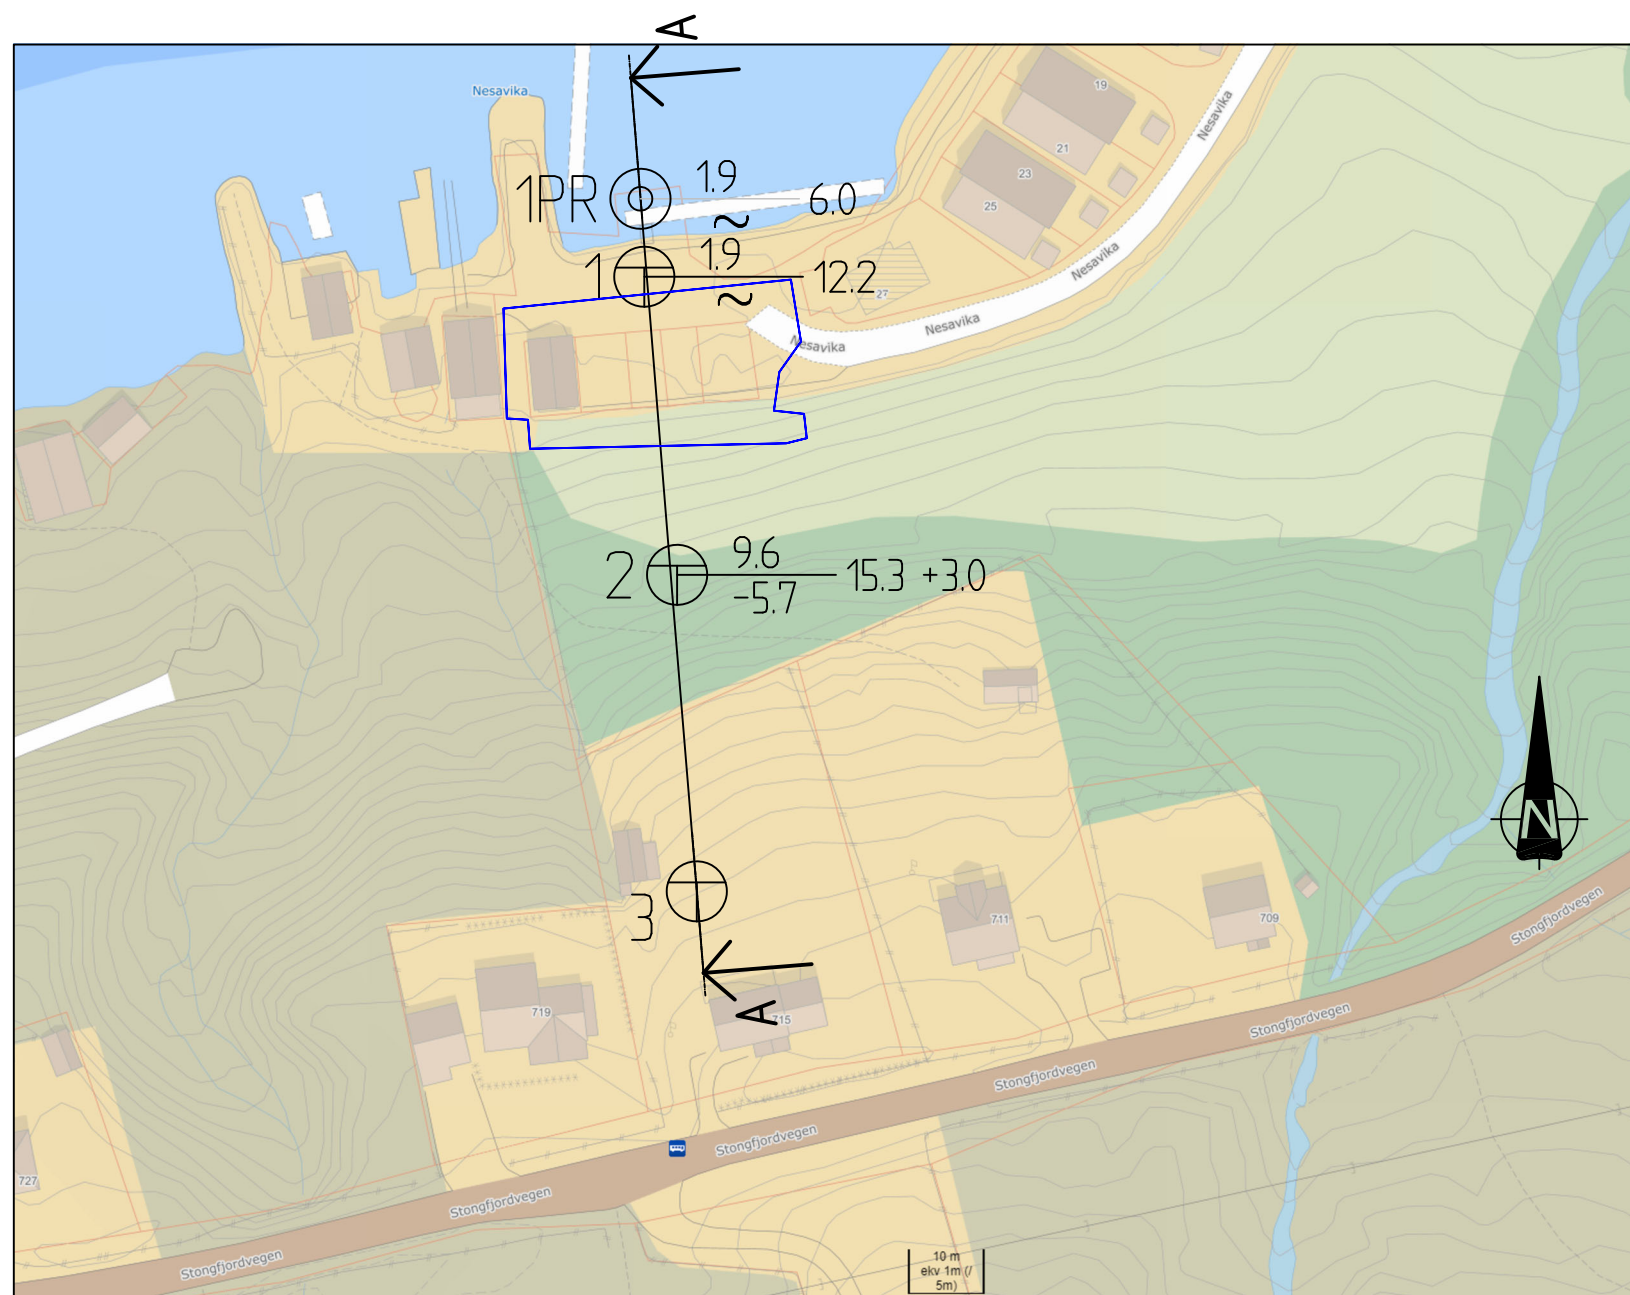 A
Nesavika
19
Nesavika
21
23
25
1PR 1.9 6.0
~
1 1.9 12.2
~
27
Nesavika
Nesavika
Nesavika
2 9.6 15.3 +3.0
-5.7
N
3
711
709
Stongfjordvegen
A
719
715
Stongfjordvegen
Stongfjordvegen
Stongfjordvegen
727
Stongfjordvegen
Stongfjordvegen
10 m
ekv 1m (/
5m)